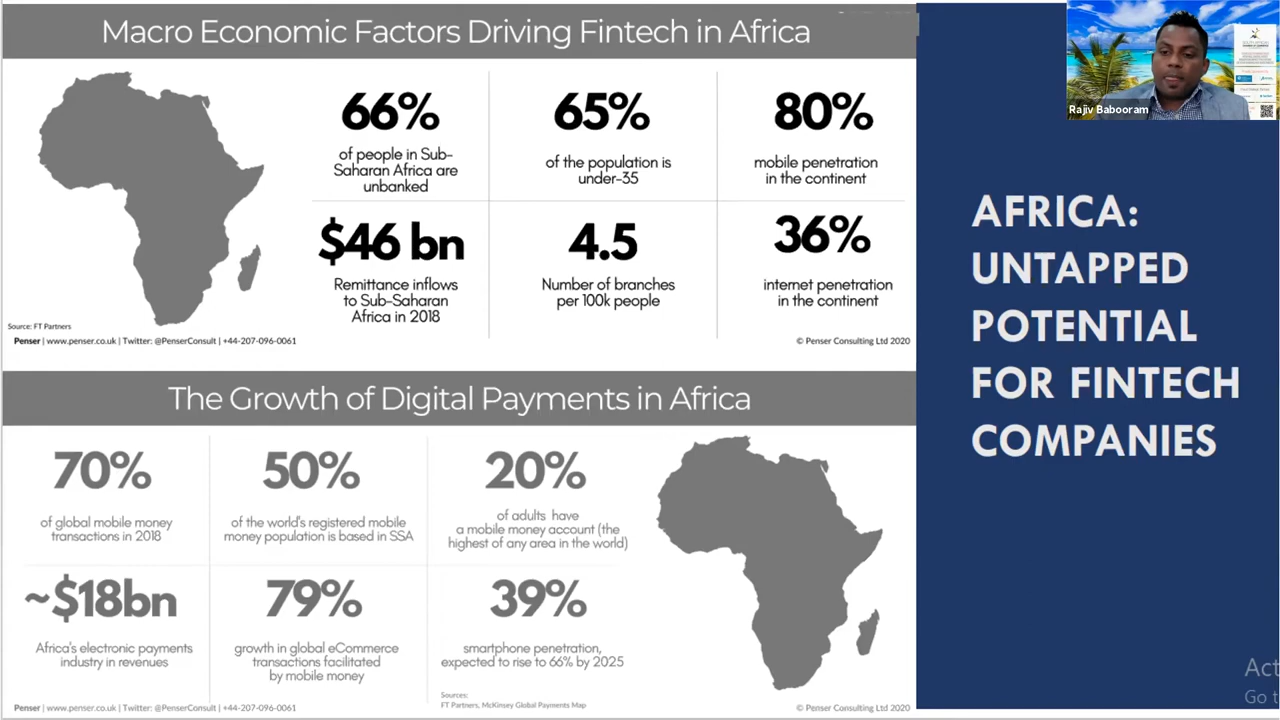 Macro Economic Factors Driving Fintech in Africa
66%
of people in Sub-
Saharan Africa are
unbanked
65%
of the population is
under-35
80%
mobile penetration
in the continent
$46 bn
Remittance inflows
to Sub-Saharan
Africa in 2018
4.5
Number of branches
per 100k people
36%
internet penetration
in the continent
Source: FT Partners
Penser | www.penser.co.uk | Twitter: @PenserConsult | +44-207-096-0061
© Penser Consulting Ltd 2020
The Growth of Digital Payments in Africa
70%
of global mobile money
transactions in 2018
50%
of the world's registered mobile
money population is based in SSA
20%
of adults have
a mobile money account (the
highest of any area in the world)
~$18bn
Africa's electronic payments
industry in revenues
79%
growth in global eCommerce
transactions facilitated
by mobile money
39%
smartphone penetration,
expected to rise to 66% by 2025
Sources:
FT Partners, McKinsey Global Payments Map
Penser | www.penser.co.uk | Twitter: @PenserConsult | +44-207-096-0061
© Penser Consulting Ltd 2020
Rajiv Babooram
AFRICA:
UNTAPPED
POTENTIAL
FOR FINTECH
COMPANIES
Act
Go t